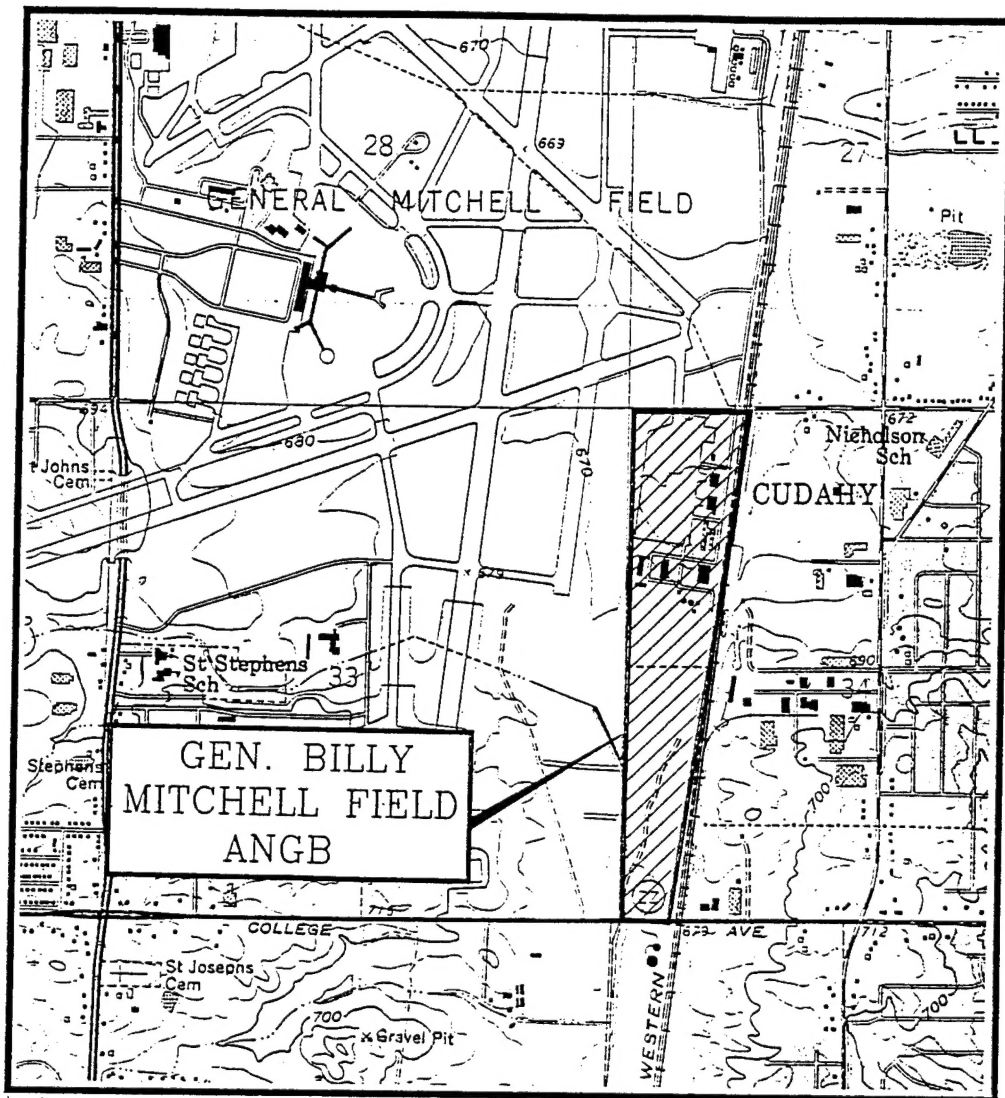 670
669
28
27
GENERAL MITCHELL FIELD
Pit
694
672
680
670
Nicholson
Sch
t Johns
Cem
CUDAHY
St Stephens
Sch
33
690
34
GEN. BILLY
MITCHELL FIELD
ANGB
Stephens
Cem
700
715
COLLEGE
AVE
712
St Josephs
Cem
700
x Gravel Pit
WESTERN
700